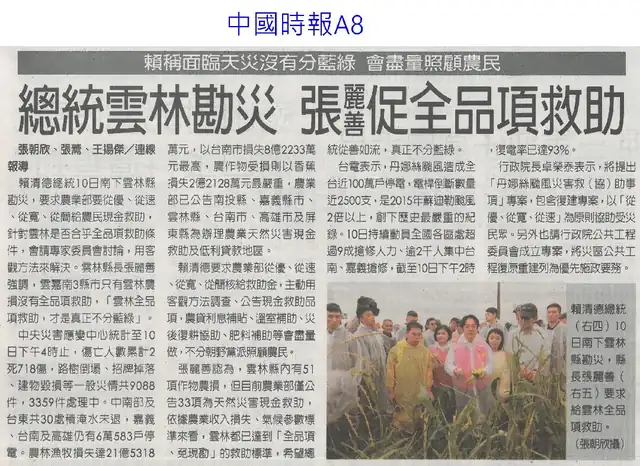 中國時報A8
賴稱面臨天災沒有分藍綠 會盡量照顧農民
總統雲林勘災 張麗善促全品項救助
張朝欣、張鶯、王揚傑╱連線
報導
賴清德總統10日南下雲林縣
勘災,要求農業部從優、從速
、從寬、從簡給農民現金救助,
針對雲林是否合乎全品項救助條
件,會請專家委員會討論,用客
觀方法來解決。雲林縣長張麗善
強調,雲嘉南3縣市只有雲林農
損沒有全品項救助,「雲林全品
項救助,才是真正不分藍綠」。
中央災害應變中心統計至10
日下午4時止,傷亡人數累計2
死718傷,路樹倒塌、招牌掉落
、建物毀損等一般災情共9088
件,3359件處理中。中南部及
台東共30處積淹水未退,嘉義
、台南及高雄仍有6萬583戶停
電。農林漁牧損失達21億5318
萬元,以台南市損失8億2233萬
元最高,農作物受損則以香蕉
損失2億2128萬元最嚴重,農業
部已公告南投縣、嘉義縣市、
雲林縣、台南市、高雄市及屏
東縣為辦理農業天然災害現金
救助及低利貸款地區。
賴清德要求農業部從優、從速
、從寬、從簡核給救助金,主動用
客觀方法調查、公告現金救助品
項,農貸利息補貼、溫室補助、災
後復耕協助、肥料補助等會盡量
做,不分朝野黨派照顧農民。
張麗善認為,雲林縣內有51
項作物農損,但目前農業部僅公
告33項為天然災害現金救助,
依據農業收入損失、氣候參數標
準來看,雲林都已達到「全品項
、免現勘」的救助標準,希望總
統從善如流,真正不分藍綠。
台電表示,丹娜絲颱風造成全
台近100萬戶停電,電桿倒斷數量
近2500支,是2015年蘇迪勒颱風
2倍以上,創下歷史最嚴重的紀
錄。10日持續動員全國各區處超
過9成搶修人力、逾2千人集中台
南、嘉義搶修,截至10日下午2時
,復電率已達93%。
行政院長卓榮泰表示,將提出
「丹娜絲颱風災害救(協)助事
項」專案,包含復建專案,以「從
優、從寬、從速」為原則協助受災
民眾。另外也請行政院公共工程
委員會成立專案,將災區公共工
程復原重建列為優先施政要務。
賴清德總統
(右四)10
日南下雲林
縣勘災,縣
長張麗善(
右五)要求
給雲林全品
項救助。
(張朝欣攝)